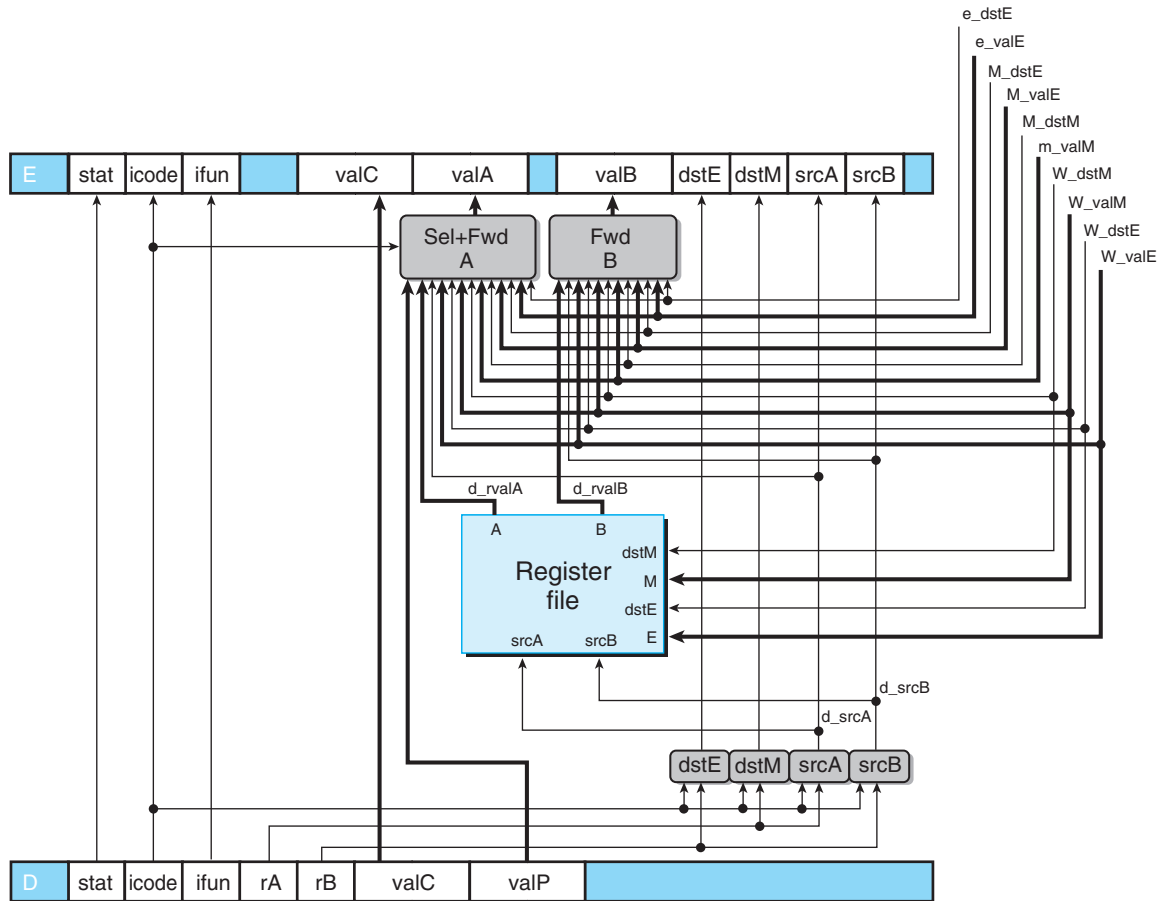 e_dstE
e_valE
M_dstE
M_valE
M_dstM
m_valM
W_dstM
W_valM
W_dstE
W_valE
E stat icode ifun valC valA valB dstE dstM srcA srcB
Sel+Fwd
A
Fwd
B
d_rvalA d_rvalB
A B
dstM
M
dstE
E
Register
file
srcA srcB
d_srcB
d_srcA
dstE dstM srcA srcB
D stat icode ifun rA rB valC valP